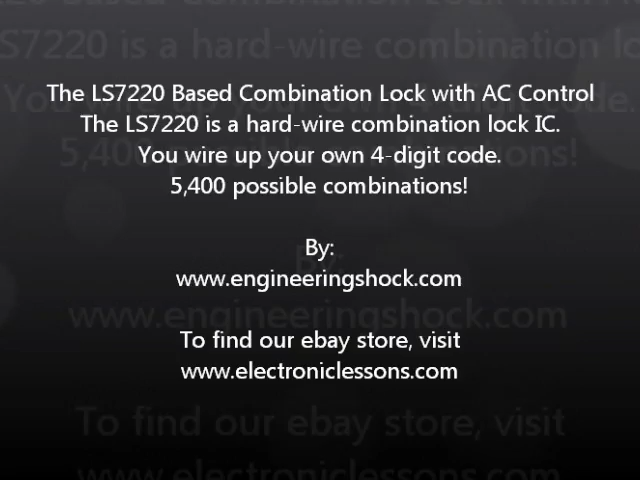 The LS7220 Based Combination Lock with AC Control
The LS7220 is a hard-wire combination lock IC.
You wire up your own 4-digit code.
5,400 possible combinations!
By:
www.engineeringshock.com
To find our ebay store, visit
www.electroniclessons.com